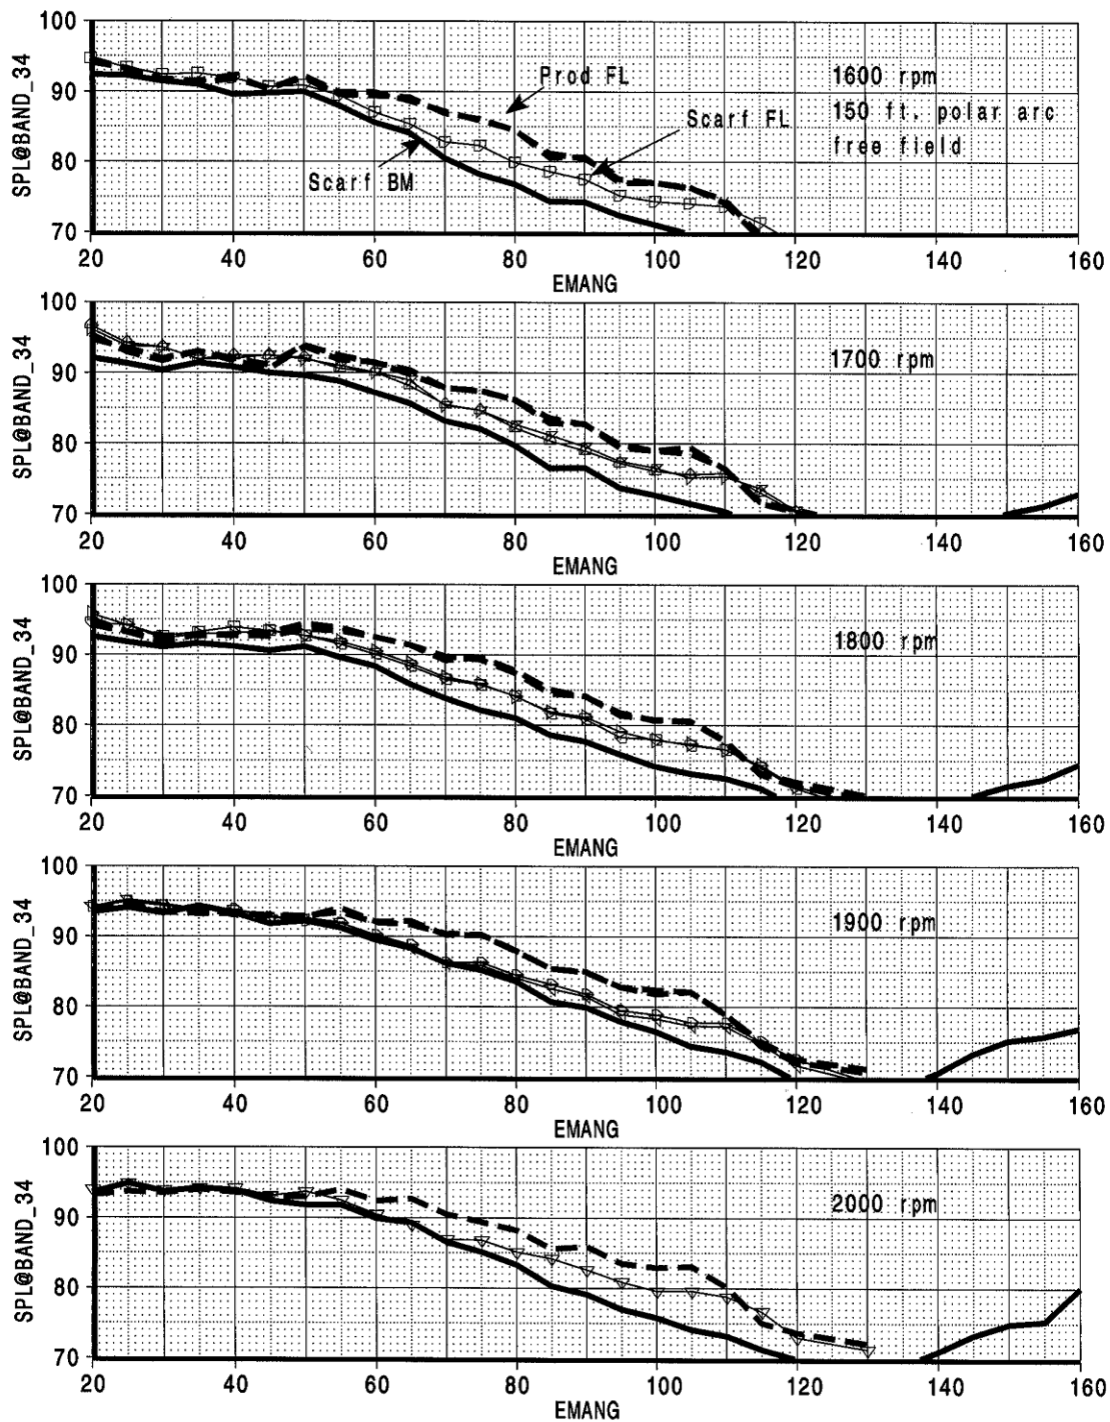 100
90
80
70
SPL@BAND_34
Prod FL
1600 rpm
Scarf FL
150 ft. polar arc
free field
Scarf BM
20 40 60 80 100 120 140 160
EMANG
100
90
80
70
SPL@BAND_34
1700 rpm
20 40 60 80 100 120 140 160
EMANG
100
90
80
70
SPL@BAND_34
1800 rpm
20 40 60 80 100 120 140 160
EMANG
100
90
80
70
SPL@BAND_34
1900 rpm
20 40 60 80 100 120 140 160
EMANG
100
90
80
70
SPL@BAND_34
2000 rpm
20 40 60 80 100 120 140 160
EMANG